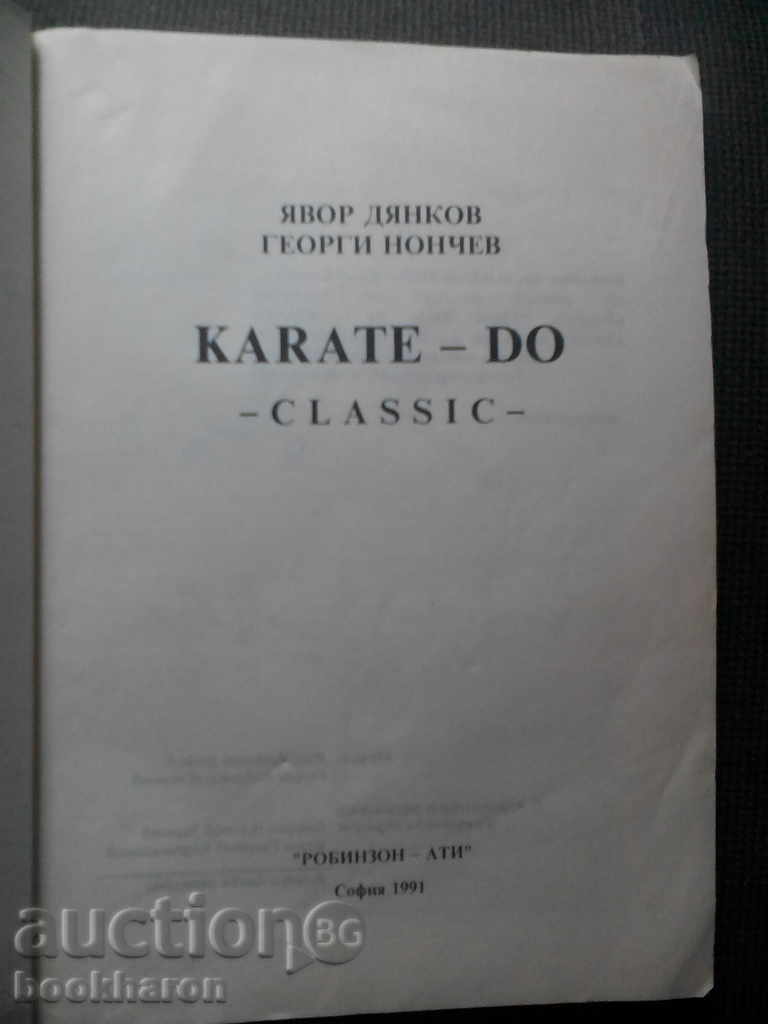 ЯВОР ДЯНКОВ
ГЕОРГИ НОНЧЕВ
KARATE – DO
– CLASSIC –
"РОБИНЗОН – АТИ"
София 1991
auction BG
bookharon